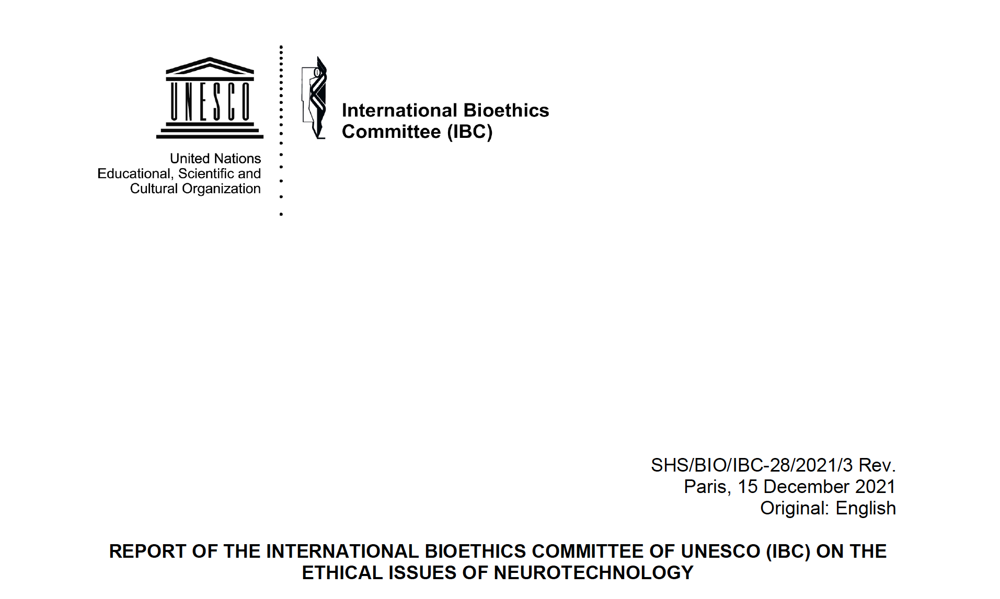 UNESCO
United Nations
Educational, Scientific and
Cultural Organization
International Bioethics
Committee (IBC)
SHS/BIO/IBC-28/2021/3 Rev.
Paris, 15 December 2021
Original: English
REPORT OF THE INTERNATIONAL BIOETHICS COMMITTEE OF UNESCO (IBC) ON THE
ETHICAL ISSUES OF NEUROTECHNOLOGY